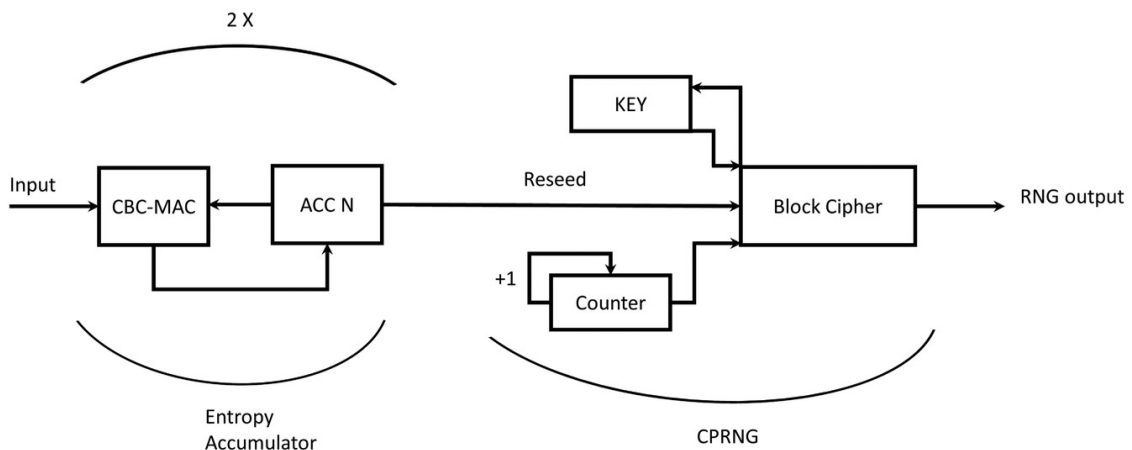 2 X
KEY
Input
CBC-MAC
ACC N
Reseed
Block Cipher
RNG output
+1
Counter
Entropy
Accumulator
CPRNG